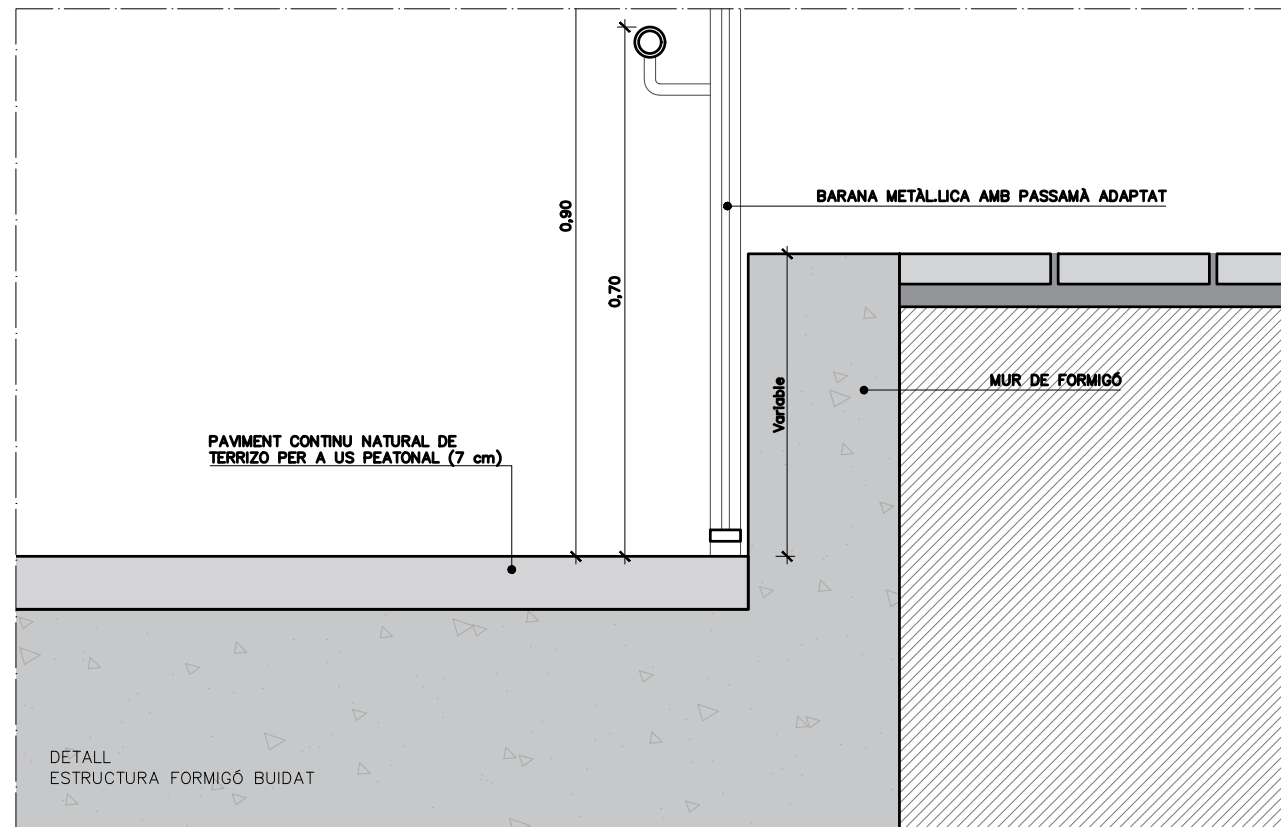 BARANA METÀL.LICA AMB PASSAMÀ ADAPTAT
0,90
0,70
Variable
MUR DE FORMIGÓ
PAVIMENT CONTINU NATURAL DE
TERRIZO PER A US PEATONAL (7 cm)
DETALL
ESTRUCTURA FORMIGÓ BUIDAT